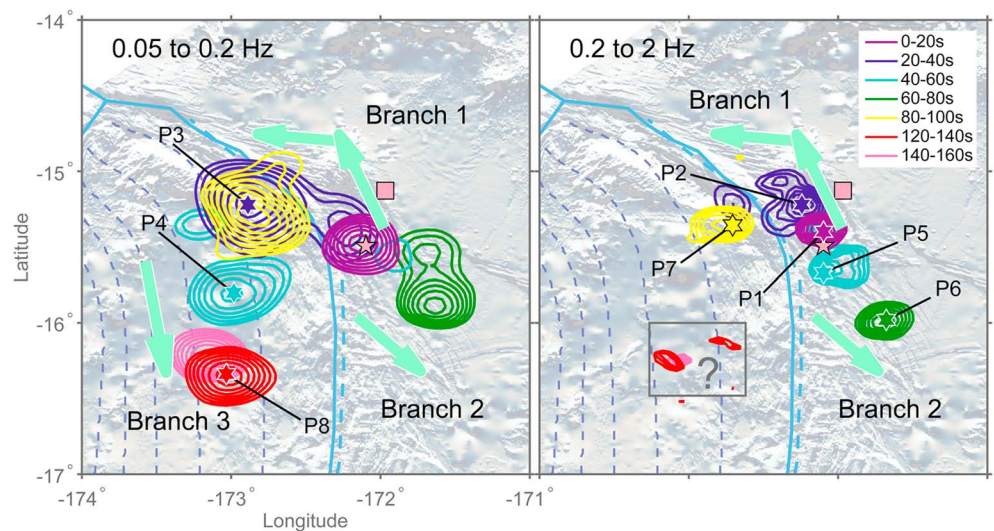 -14°
0.05 to 0.2 Hz
0.2 to 2 Hz
0-20s
20-40s
40-60s
60-80s
80-100s
120-140s
140-160s
Branch 1
Branch 1
P3
-15°
P2
P4
P7
P5
P1
P6
Latitude
-16°
?
Branch 3
P8
Branch 2
Branch 2
-17°
-174°
-173°
-172°
-171°
Longitude